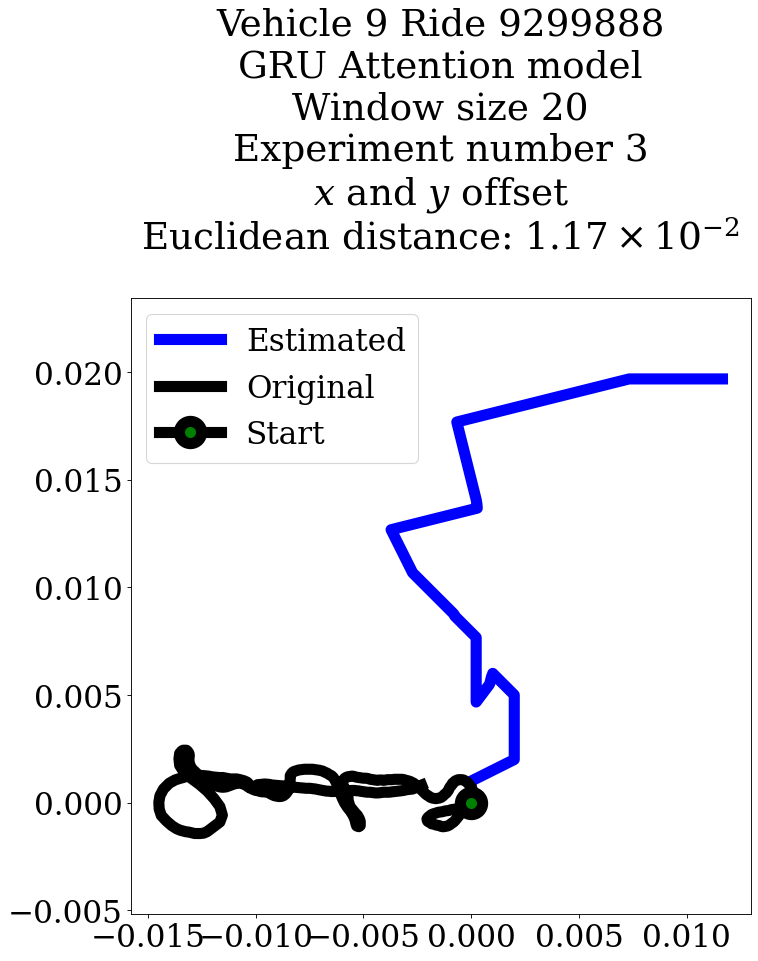 Vehicle 9 Ride 9299888
GRU Attention model
Window size 20
Experiment number 3
x and y offset
Euclidean distance: 1.17 × 10⁻²
Estimated
Original
Start
0.020
0.015
0.010
0.005
0.000
−0.005
−0.015 −0.010 −0.005 0.000 0.005 0.010